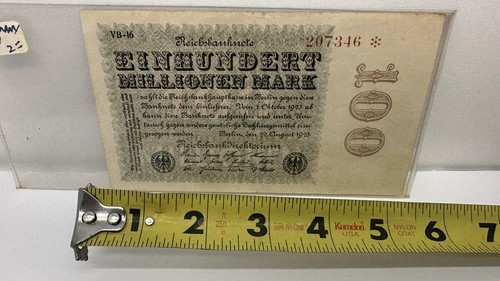 2=
VB-16
Reichsbanknote
207346 *
EINHUNDERT
MILLIONEN MARK
zahlt die Reichsbankhauptkasse in Berlin gegen diese
Banknote dem Einlieferer. Vom 1. Oktober 1923 ab
kann diese Banknote aufgerufen und unter Um-
tausch gegen andere gesetzliche Zahlungsmittel ein-
gezogen werden. Berlin, den 22. August 1923
Reichsbankdirektorium
1 2 3 4 5 6 7
Komelon
USA
NYLON
COAT